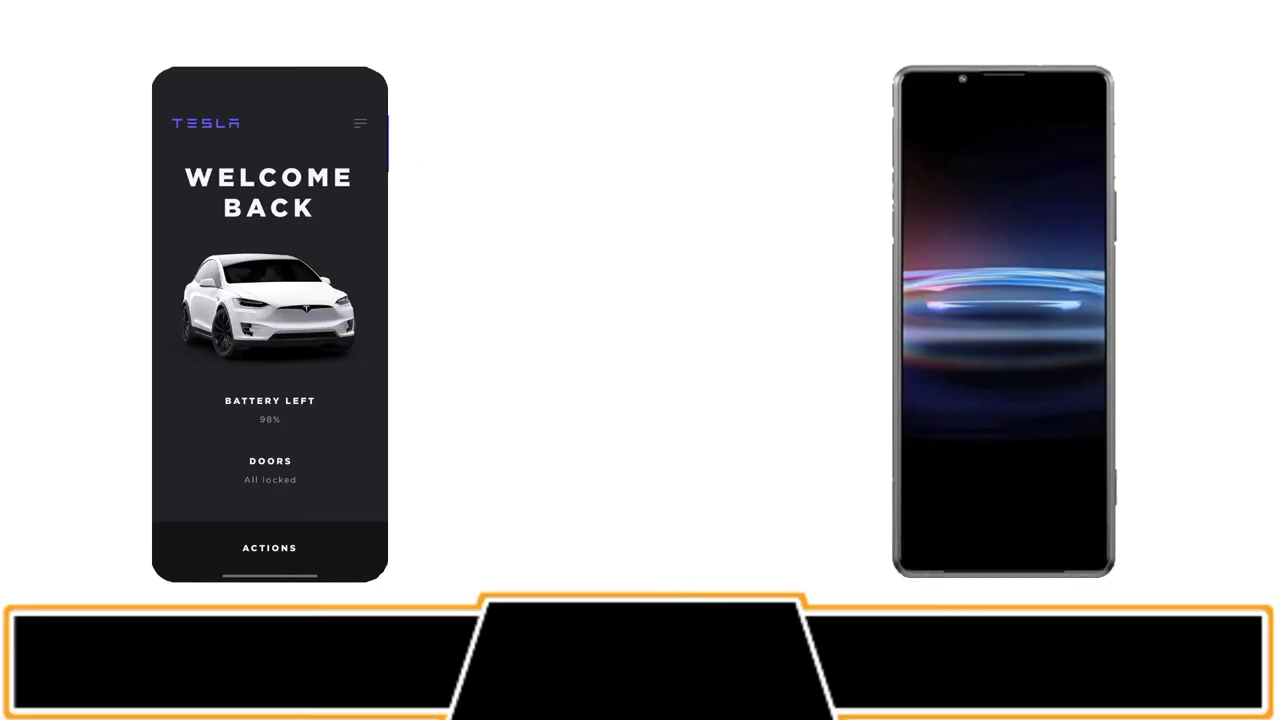 TESLA
WELCOME
BACK
BATTERY LEFT
98%
DOORS
All locked
ACTIONS